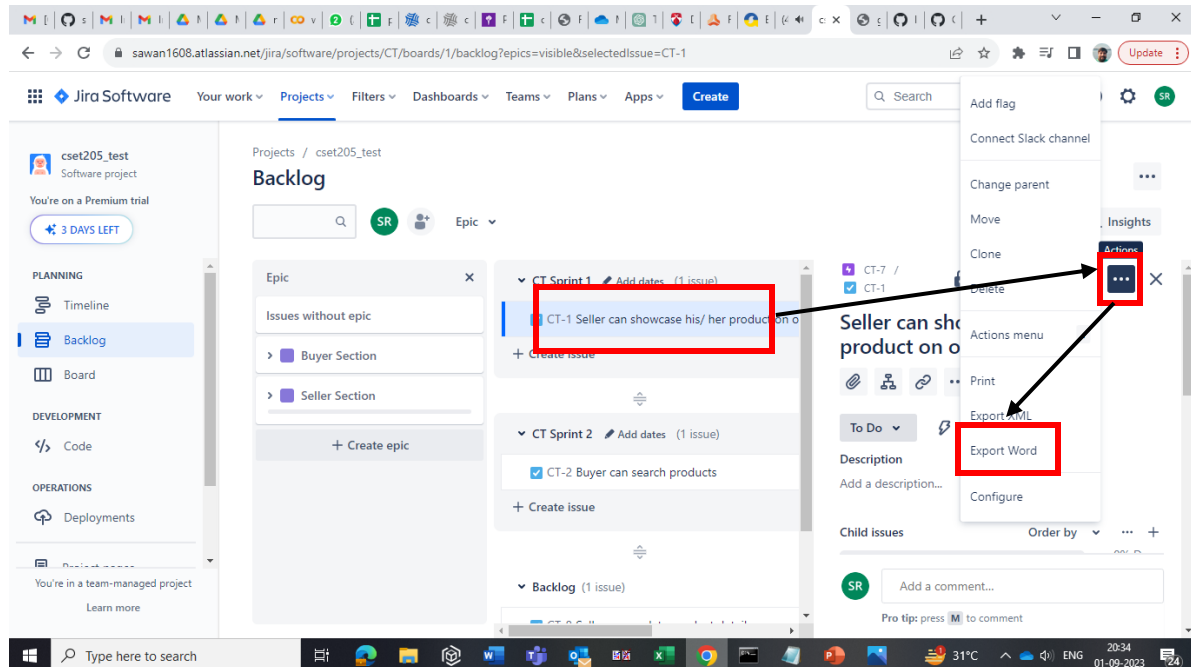 sawan1608.atlassian.net/jira/software/projects/CT/boards/1/backlog?epics=visible&selectedIssue=CT-1
Update
Jira Software
Your work
Projects
Filters
Dashboards
Teams
Plans
Apps
Create
Search
SR
cset205_test
Software project
You're on a Premium trial
3 DAYS LEFT
PLANNING
Timeline
Backlog
Board
DEVELOPMENT
Code
OPERATIONS
Deployments
You're in a team-managed project
Learn more
Projects / cset205_test
Backlog
SR
Epic
Epic
Issues without epic
Buyer Section
Seller Section
+ Create epic
CT Sprint 1 Add dates (1 issue)
CT-1 Seller can showcase his/ her production o
+ Create issue
CT Sprint 2 Add dates (1 issue)
CT-2 Buyer can search products
+ Create issue
Backlog (1 issue)
CT-7 /
CT-1
Insights
Actions
Seller can sho
product on o
To Do
Description
Add a description...
Child issues
Order by
SR
Add a comment...
Pro tip: press M to comment
Add flag
Connect Slack channel
Change parent
Move
Clone
Delete
Actions menu
Print
Export XML
Export Word
Configure
Type here to search
31°C
ENG
20:34
01-09-2023
24